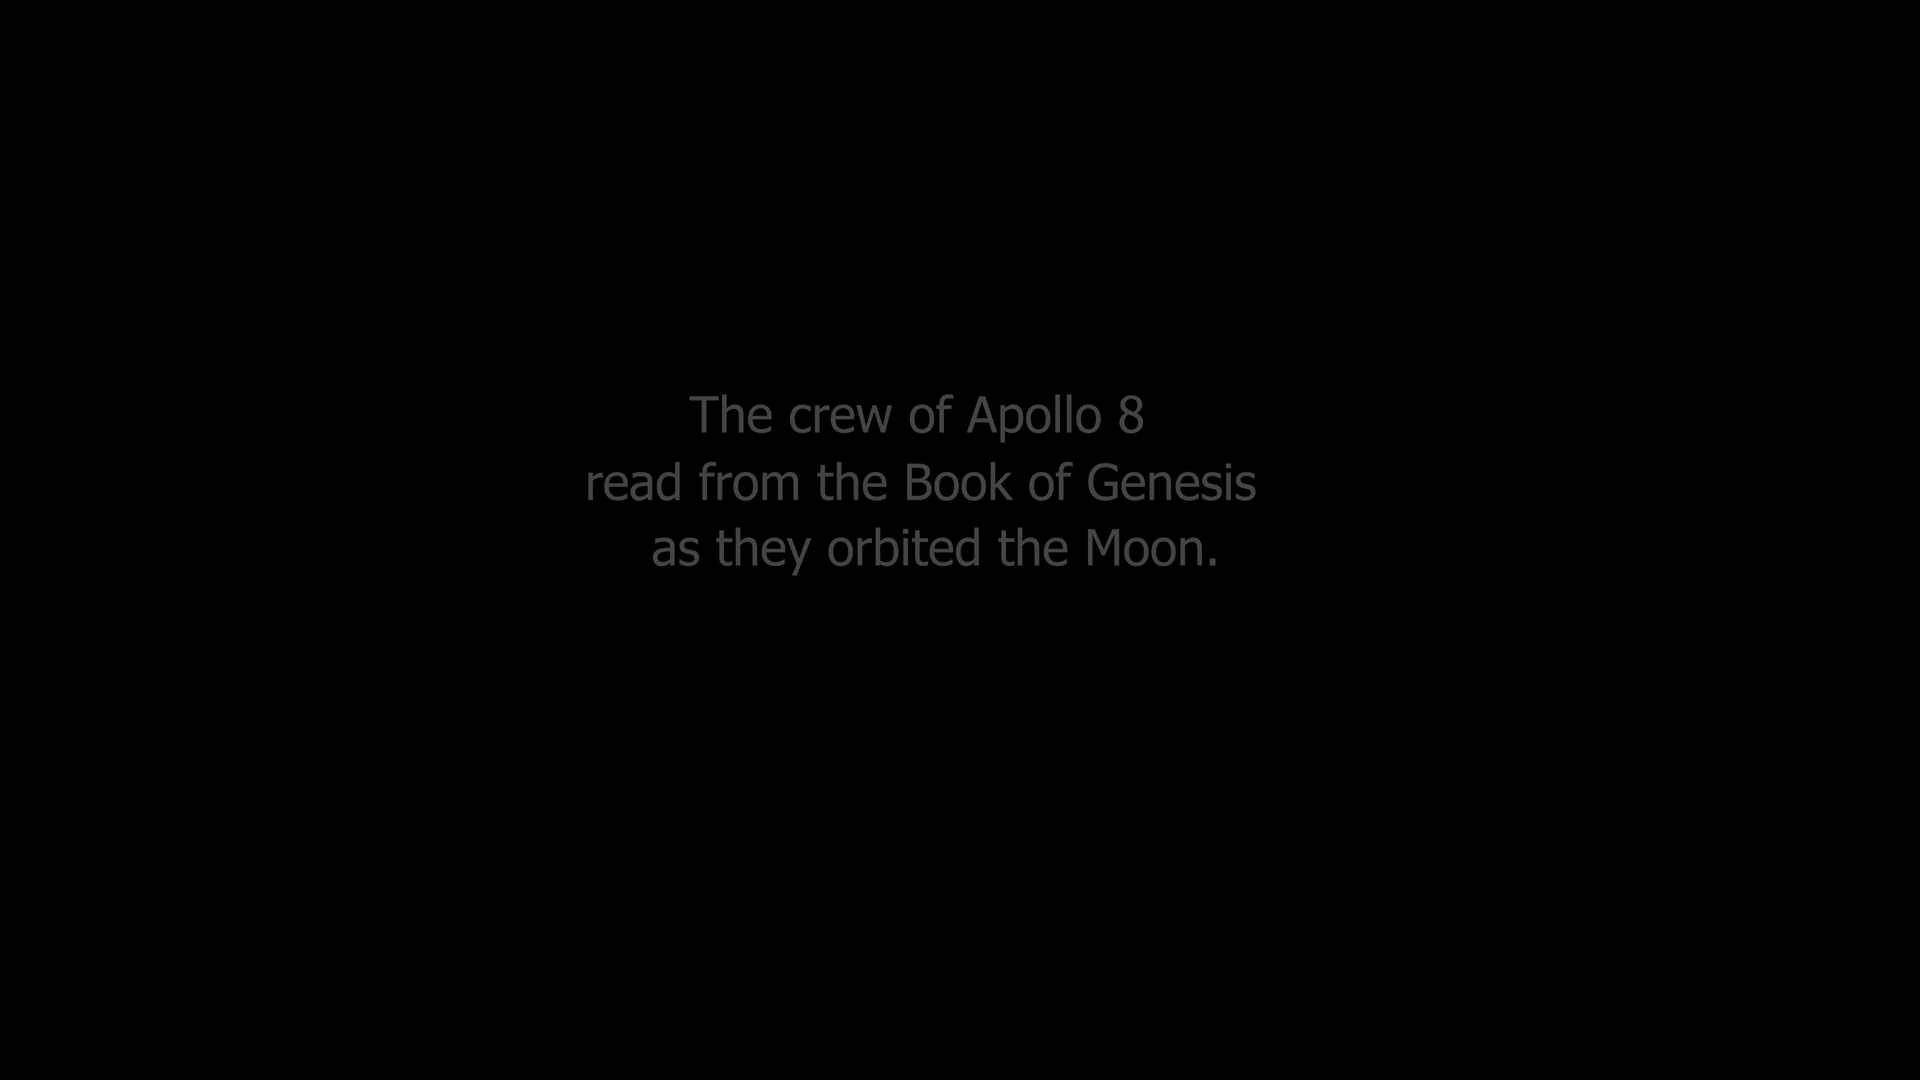 The crew of Apollo 8
read from the Book of Genesis
as they orbited the Moon.